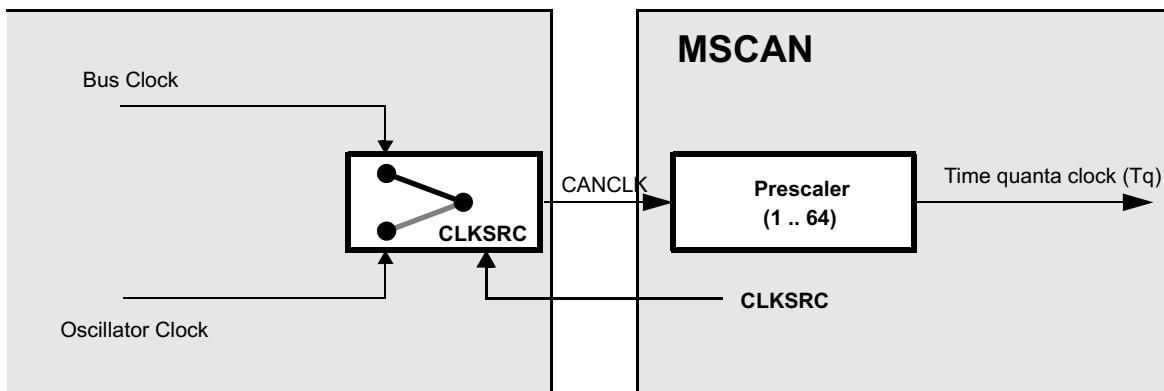 MSCAN
Bus Clock
CANCLK
Prescaler
(1 .. 64)
Time quanta clock (Tq)
CLKSRC
CLKSRC
Oscillator Clock